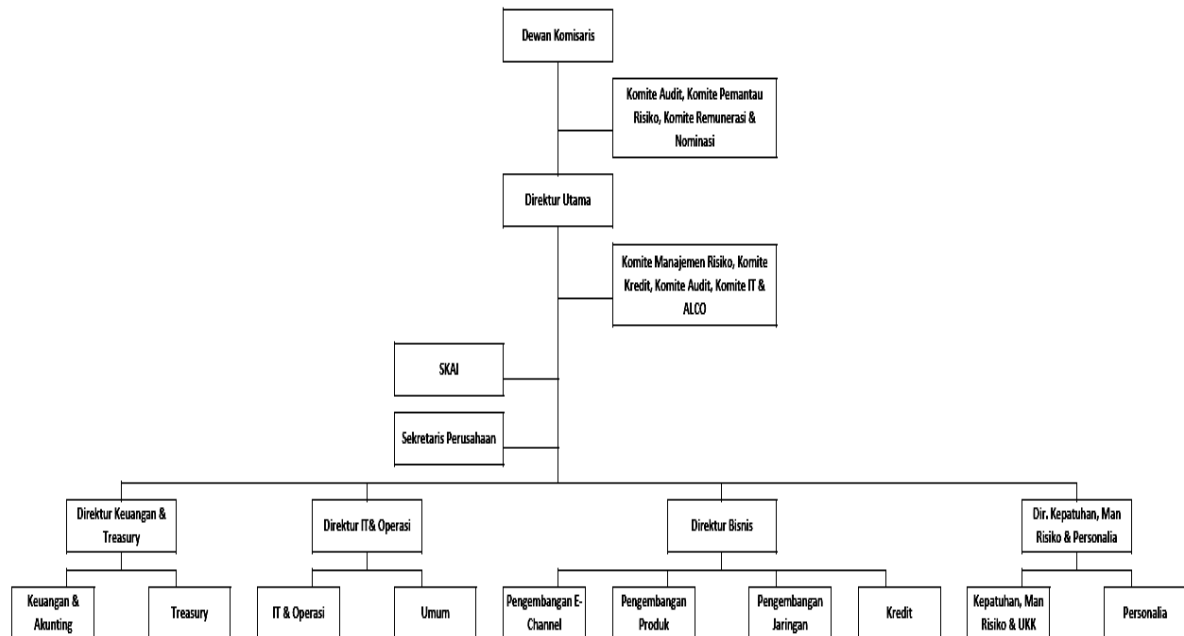 Dewan Komisaris
Komite Audit, Komite Pemantau
Risiko, Komite Remunerasi &
Nominasi
Direktur Utama
Komite Manajemen Risiko, Komite
Kredit, Komite Audit, Komite IT &
ALCO
SKAI
Sekretaris Perusahaan
Direktur Keuangan &
Treasury
Direktur IT& Operasi
Direktur Bisnis
Dir. Kepatuhan, Man
Risiko & Personalia
Keuangan &
Akunting
Treasury
IT & Operasi
Umum
Pengembangan E-
Channel
Pengembangan
Produk
Pengembangan
Jaringan
Kredit
Kepatuhan, Man
Risiko & UKK
Personalia